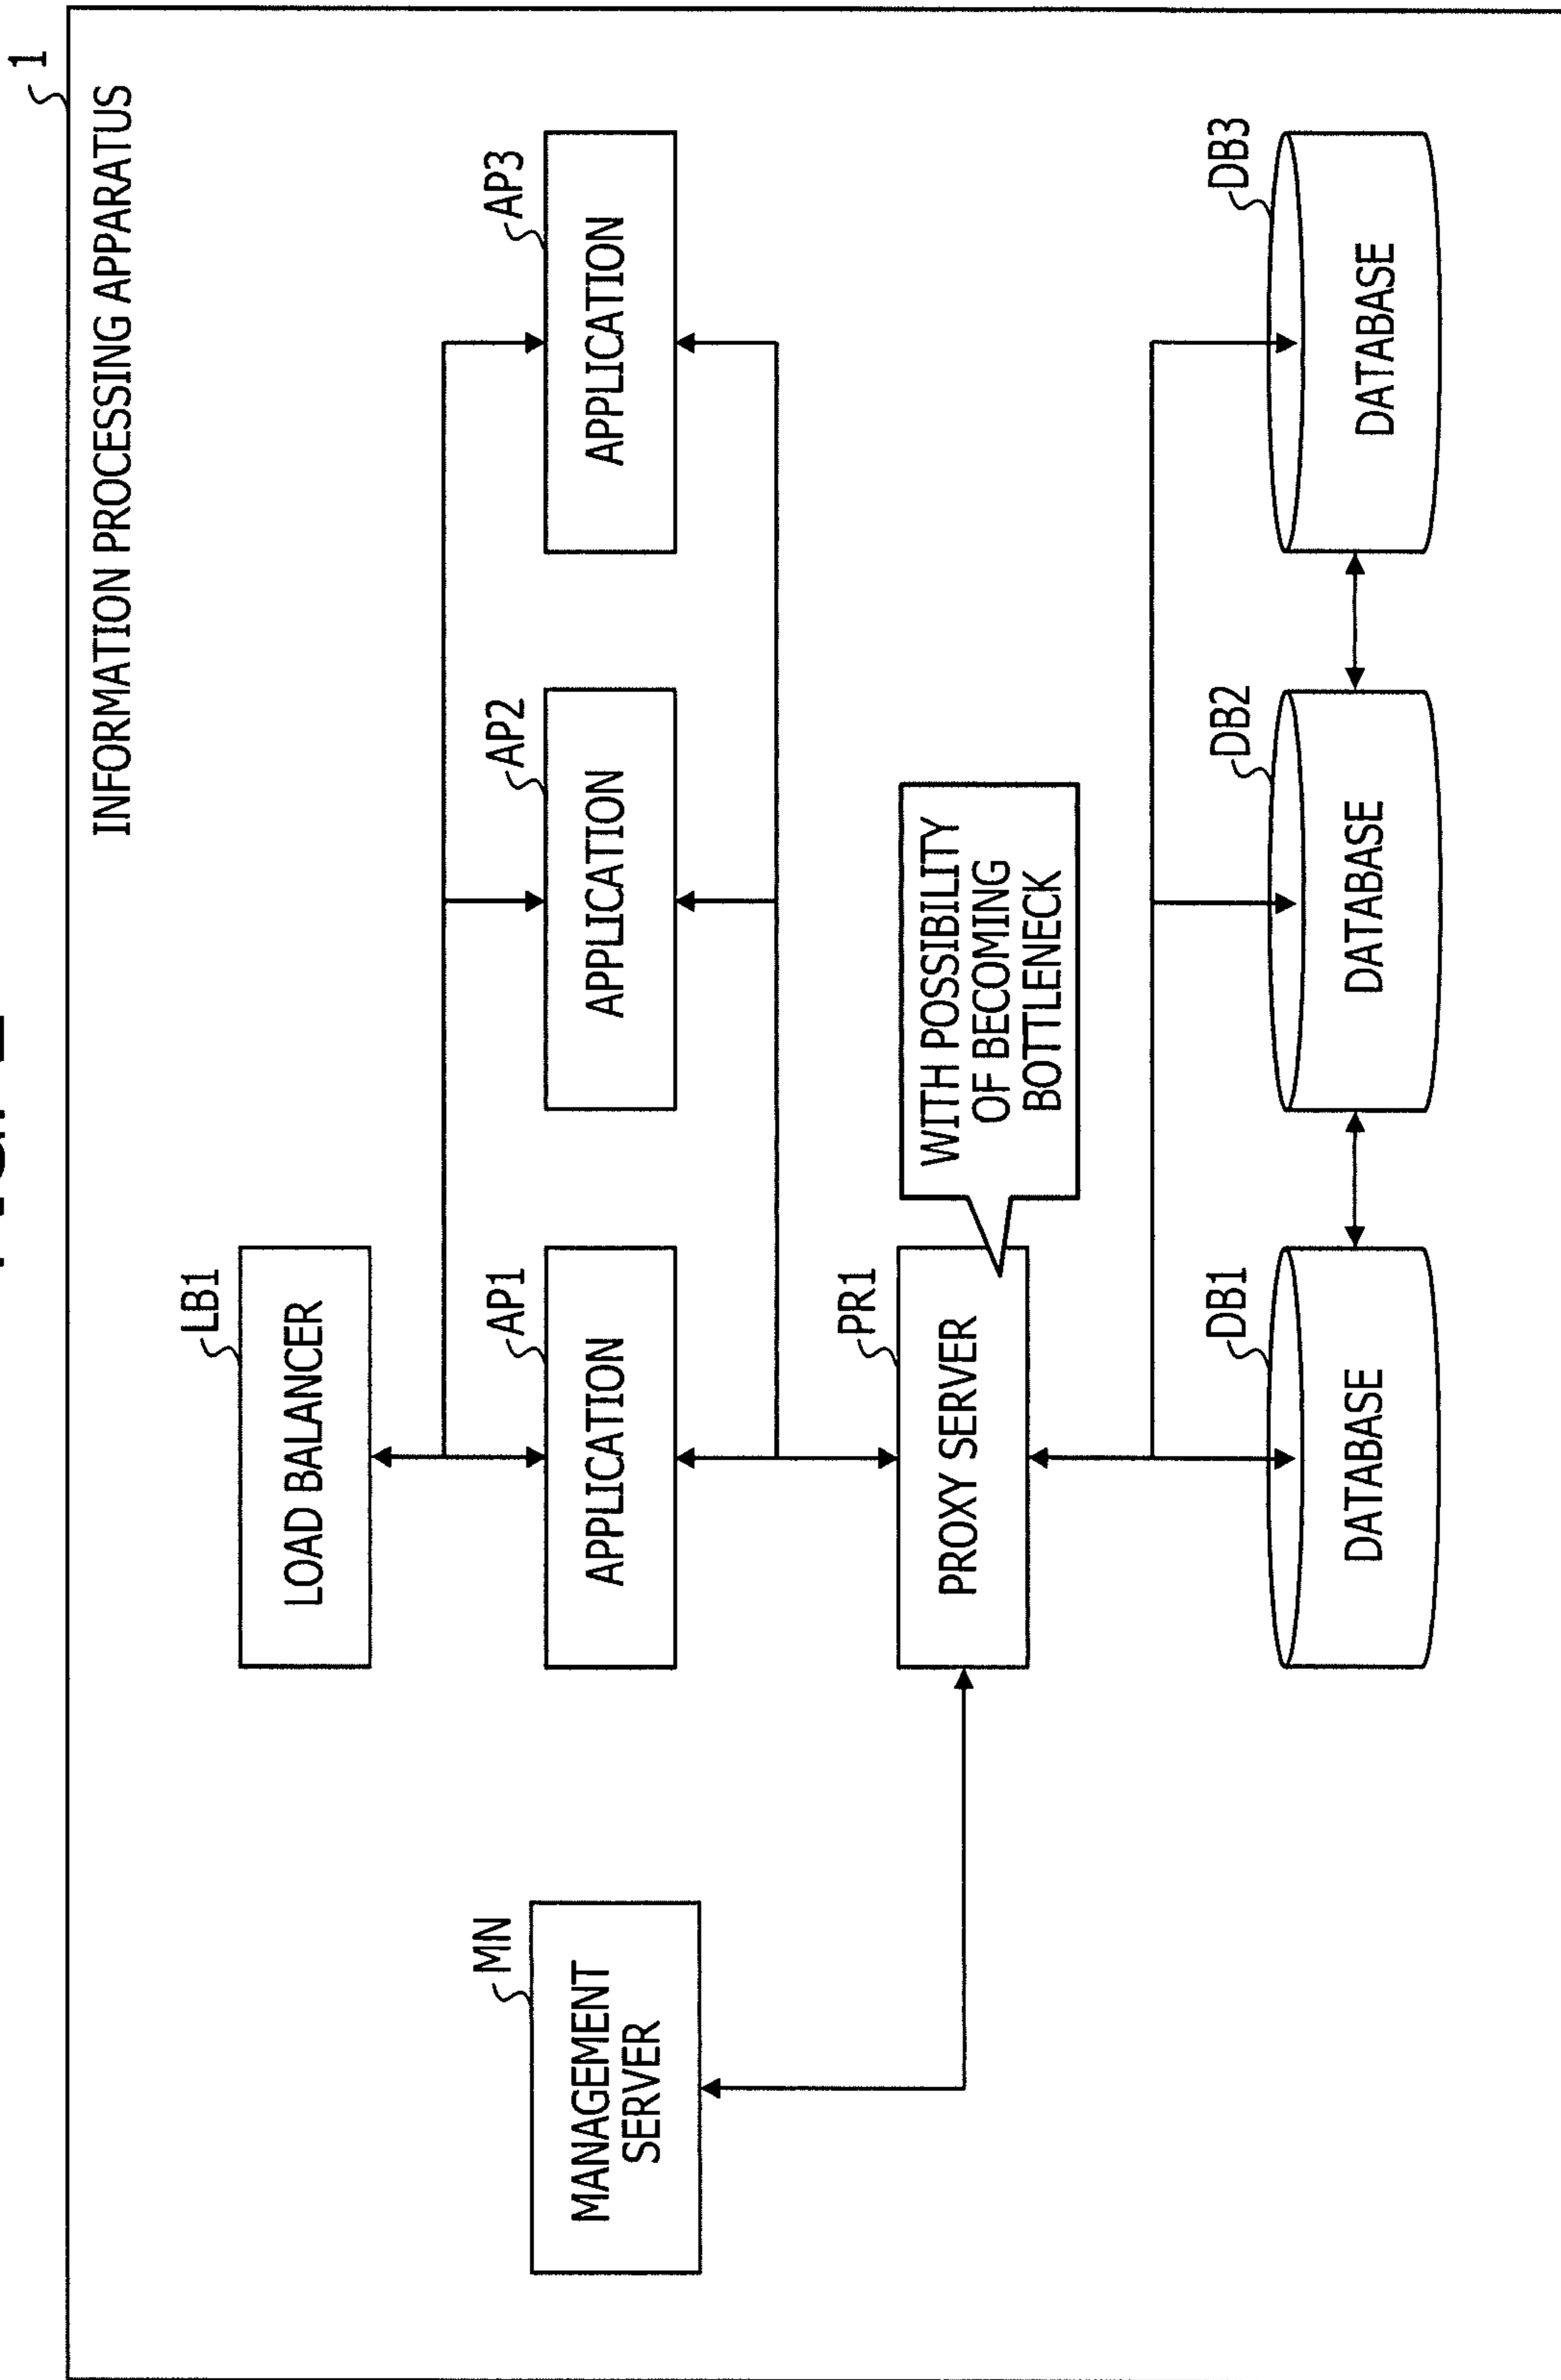 1
INFORMATION PROCESSING APPARATUS
LB1
LOAD BALANCER
MN
MANAGEMENT
SERVER
AP1
APPLICATION
AP2
APPLICATION
AP3
APPLICATION
PR1
PROXY SERVER
WITH POSSIBILITY
OF BECOMING
BOTTLENECK
DB1
DATABASE
DB2
DATABASE
DB3
DATABASE